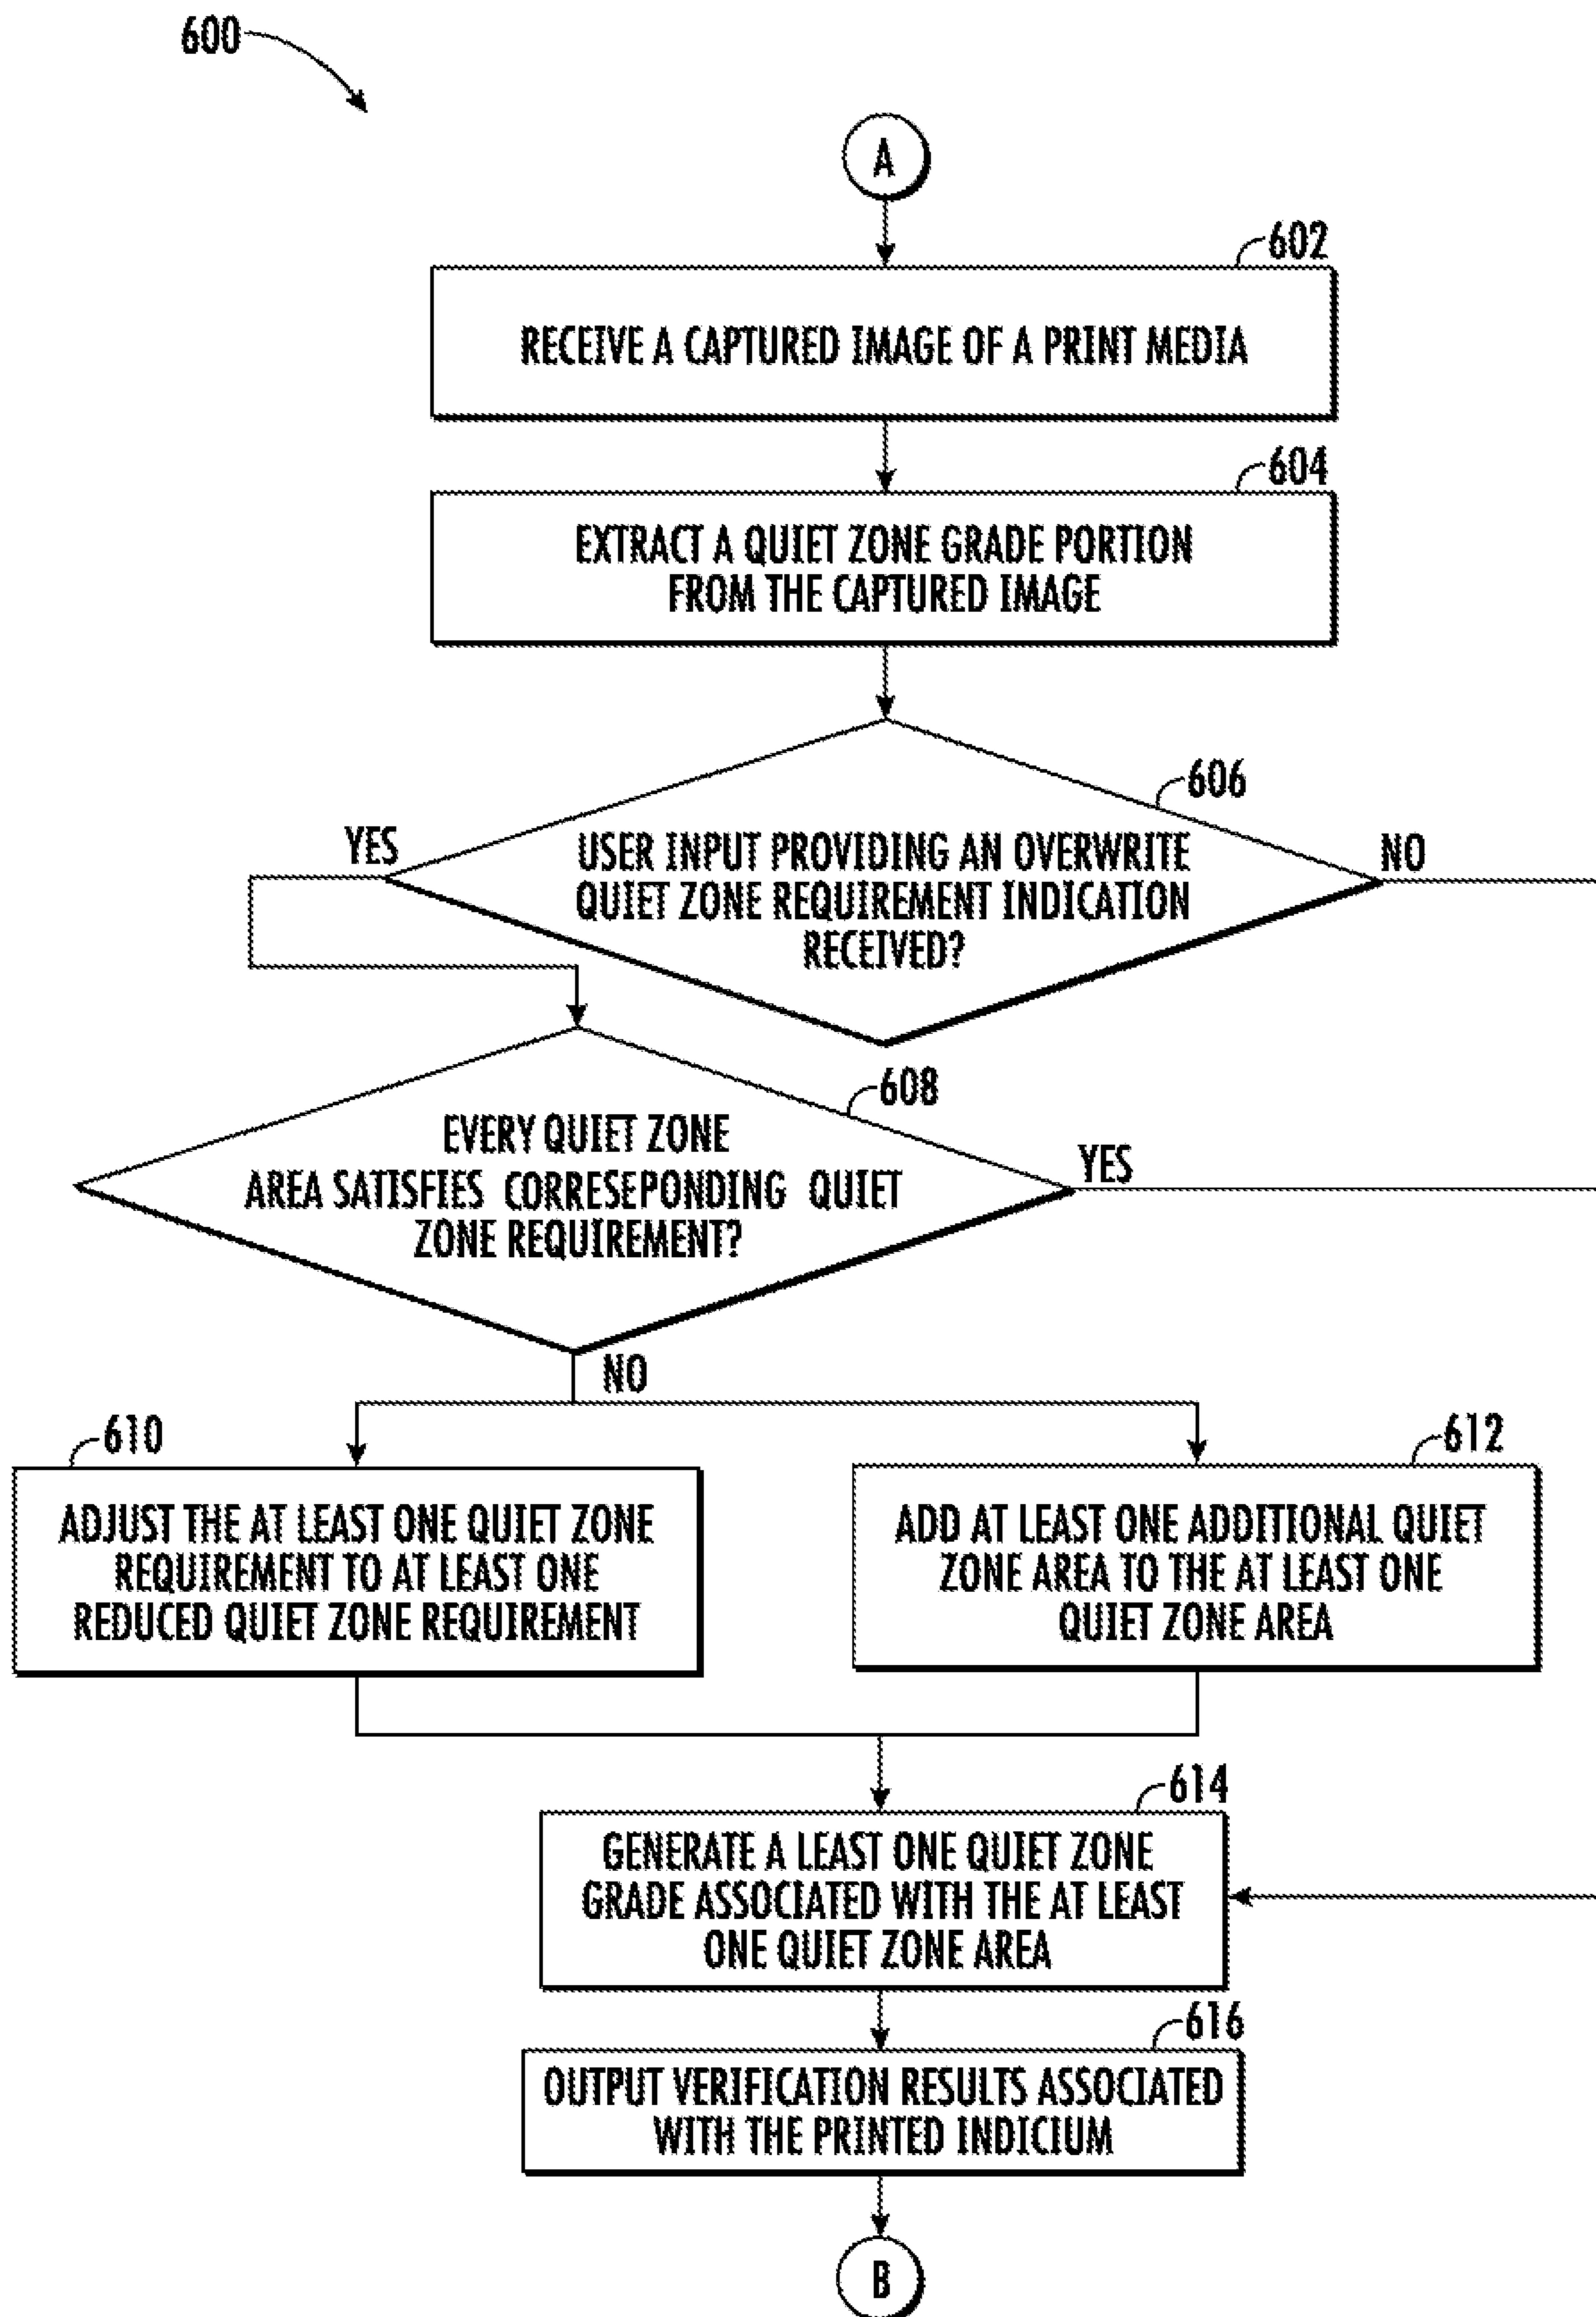 600
A
602
RECEIVE A CAPTURED IMAGE OF A PRINT MEDIA
604
EXTRACT A QUIET ZONE GRADE PORTION
FROM THE CAPTURED IMAGE
606
YES
NO
USER INPUT PROVIDING AN OVERWRITE
QUIET ZONE REQUIREMENT INDICATION
RECEIVED?
608
EVERY QUIET ZONE
AREA SATISFIES CORRESEPONDING QUIET
ZONE REQUIREMENT?
YES
NO
610
ADJUST THE AT LEAST ONE QUIET ZONE
REQUIREMENT TO AT LEAST ONE
REDUCED QUIET ZONE REQUIREMENT
612
ADD AT LEAST ONE ADDITIONAL QUIET
ZONE AREA TO THE AT LEAST ONE
QUIET ZONE AREA
614
GENERATE A LEAST ONE QUIET ZONE
GRADE ASSOCIATED WITH THE AT LEAST
ONE QUIET ZONE AREA
616
OUTPUT VERIFICATION RESULTS ASSOCIATED
WITH THE PRINTED INDICIUM
B